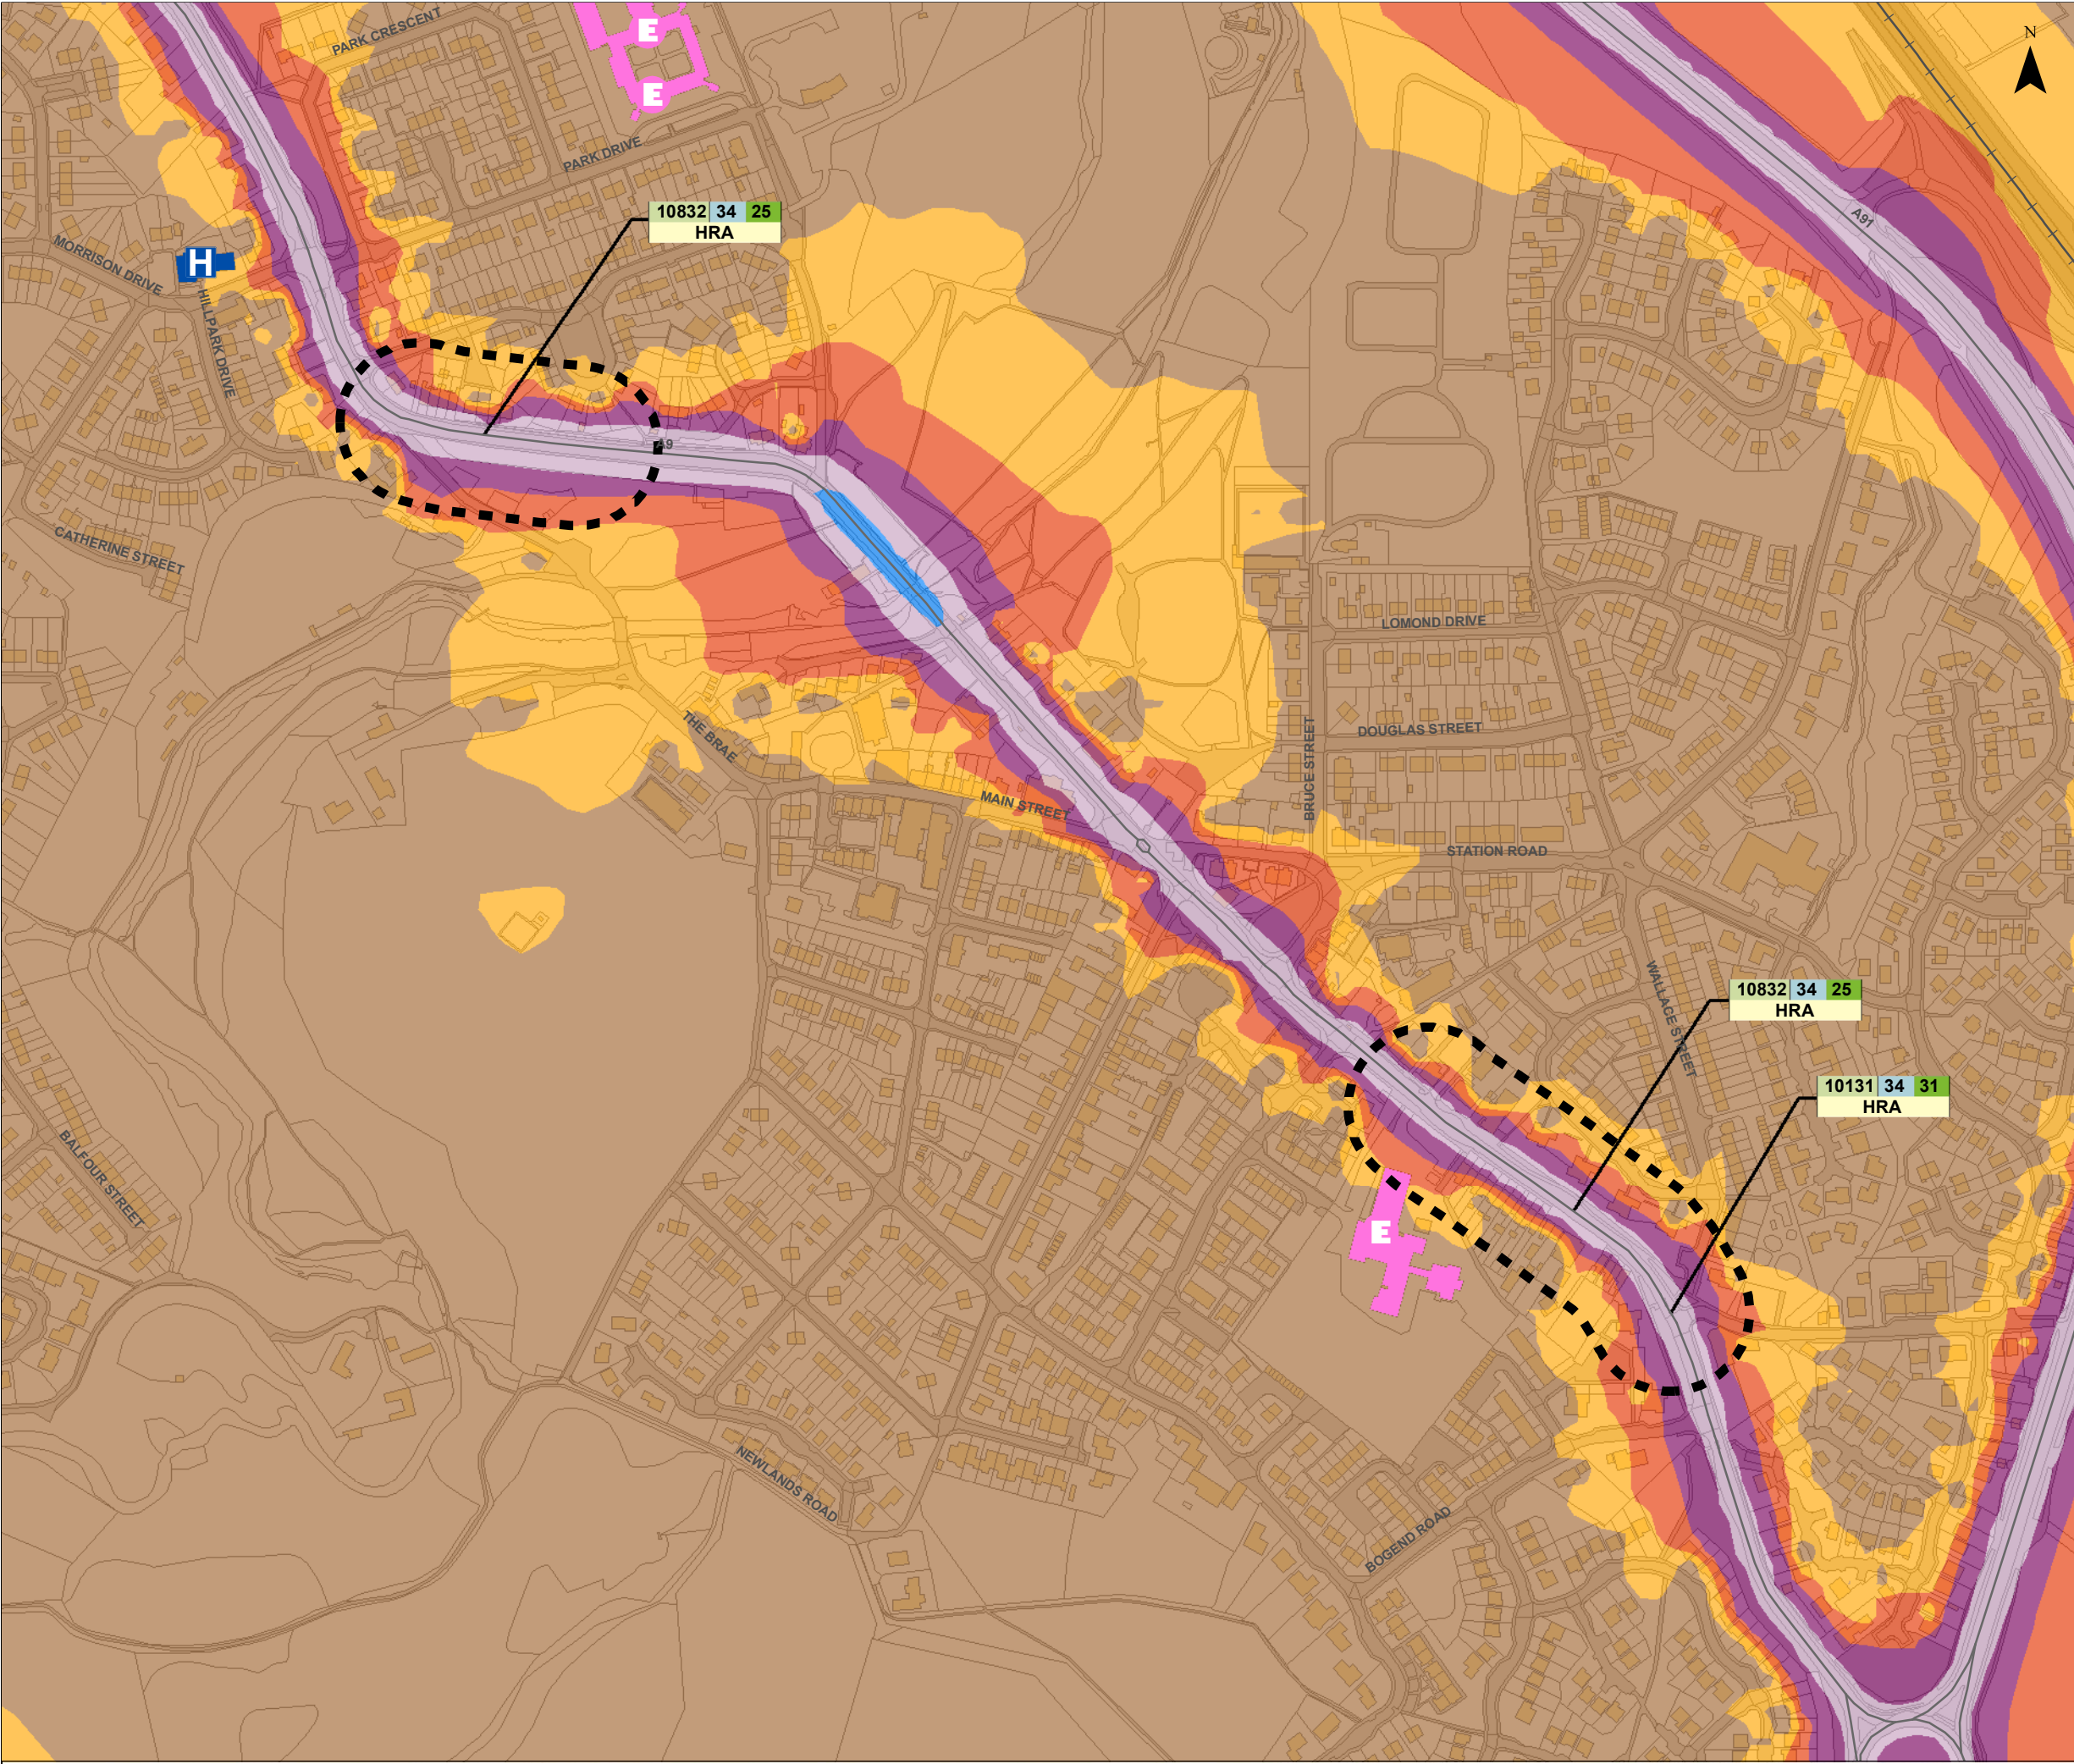 PARK CRESCENT
E
N
E
PARK DRIVE
10832 34 25
HRA
A91
MORRISON DRIVE
H
HILLPARK DRIVE
A9
CATHERINE STREET
LOMOND DRIVE
THE BRAE
DOUGLAS STREET
BRUCE STREET
MAIN STREET
STATION ROAD
WALLACE STREET
10832 34 25
HRA
10131 34 31
HRA
BALFOUR STREET
E
NEWLANDS ROAD
BOGEND ROAD